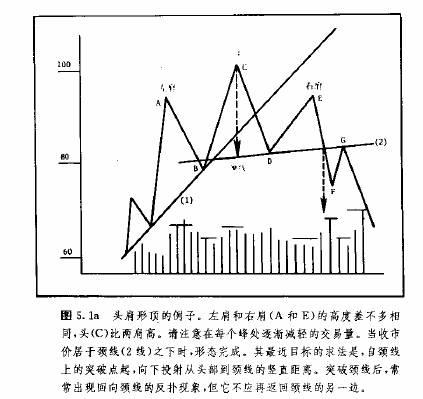 100
C
左肩
右肩
A
E
G
(2)
80
B
D
颈线
F
(1)
60
图 5.1a 头肩形顶的例子。左肩和右肩(A 和 E)的高度差不多相
同,头(C)比两肩高。请注意在每个峰处逐渐减轻的交易量。当收市
价居于颈线(2 线)之下时,形态完成。其最近目标的求法是,自颈线
上的突破点起,向下投射从头部到颈线的竖直距离。突破颈线后,常
常出现回向颈线的反扑现象,但它不应再返回颈线的另一边。